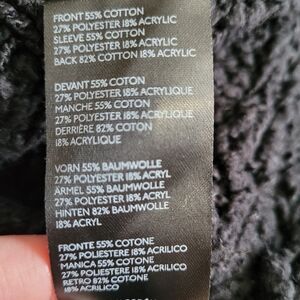 FRONT 55% COTTON
27% POLYESTER 18% ACRYLIC
SLEEVE 55% COTTON
27% POLYESTER 18% ACRYLIC
BACK 82% COTTON 18% ACRYLIC
DEVANT 55% COTON
27% POLYESTER 18% ACRYLIQUE
MANCHE 55% COTON
27% POLYESTER 18% ACRYLIQUE
DERRIÈRE 82% COTON
18% ACRYLIQUE
VORN 55% BAUMWOLLE
27% POLYESTER 18% ACRYL
ÄRMEL 55% BAUMWOLLE
27% POLYESTER 18% ACRYL
HINTEN 82% BAUMWOLLE
18% ACRYL
FRONTE 55% COTONE
27% POLIESTERE 18% ACRILICO
MANICA 55% COTONE
27% POLIESTERE 18% ACRILICO
RETRO 82% COTONE
18% ACRILICO